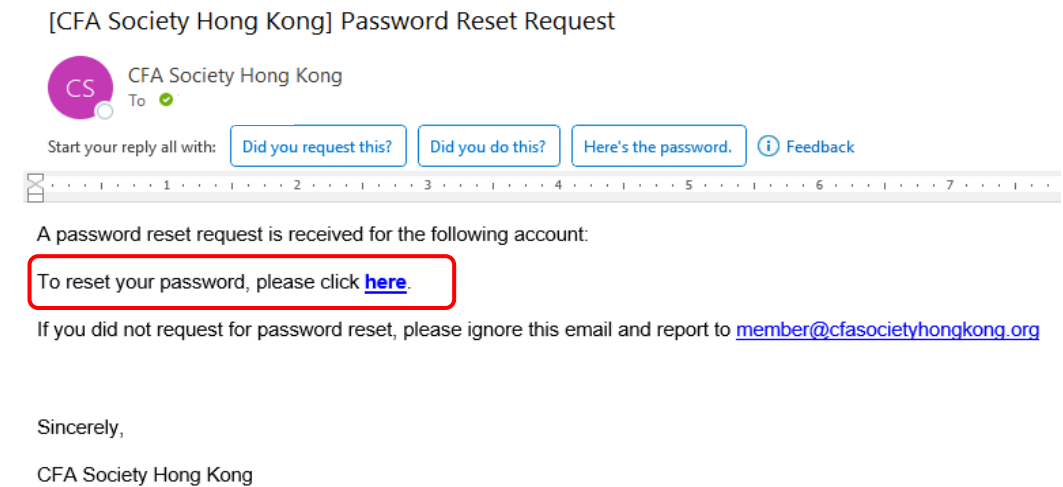 [CFA Society Hong Kong] Password Reset Request
CS
CFA Society Hong Kong
To
Start your reply all with: Did you request this? Did you do this? Here's the password. Feedback
1 2 3 4 5 6 7
A password reset request is received for the following account:
To reset your password, please click here.
If you did not request for password reset, please ignore this email and report to member@cfasocietyhongkong.org
Sincerely,
CFA Society Hong Kong